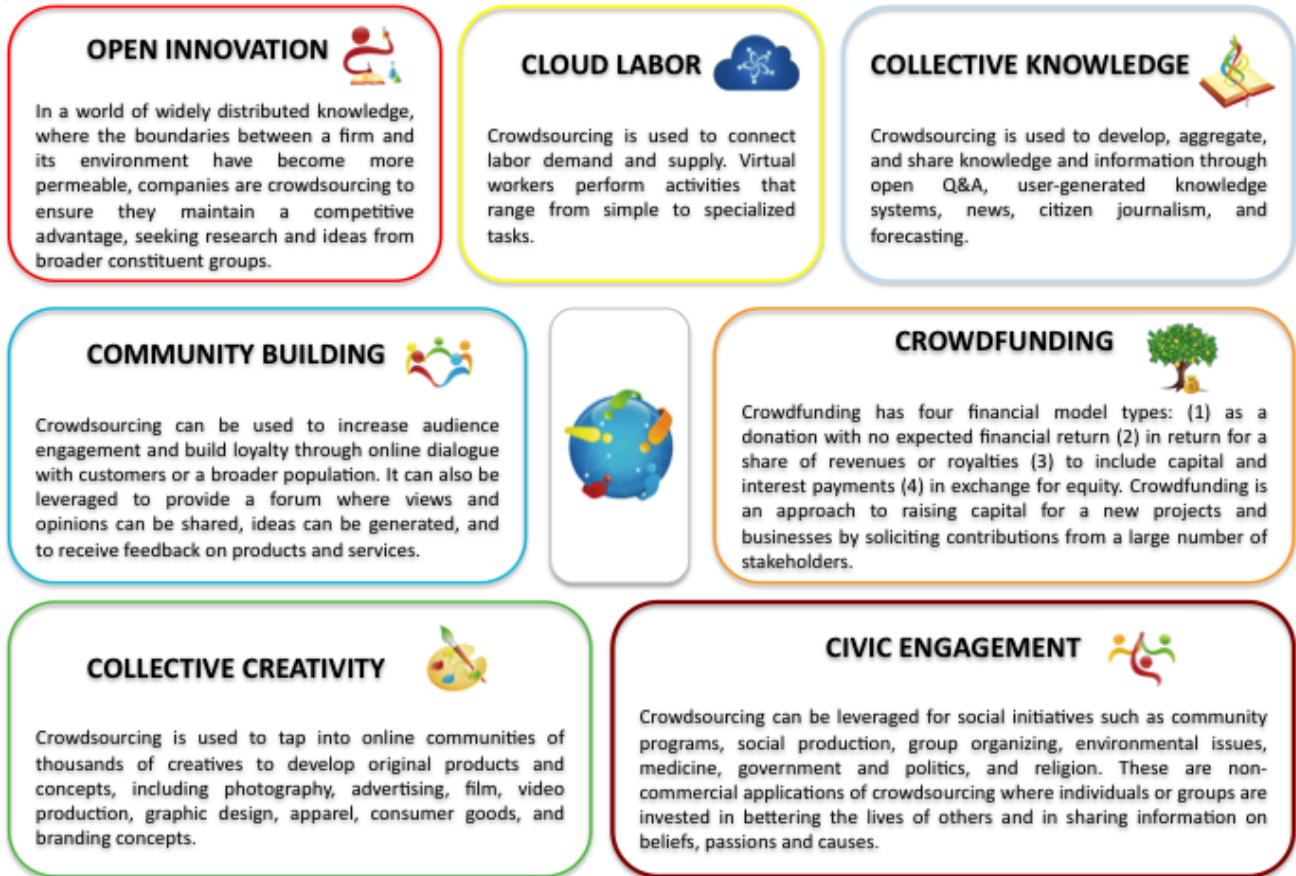 OPEN INNOVATION
In a world of widely distributed knowledge,
where the boundaries between a firm and
its environment have become more
permeable, companies are crowdsourcing to
ensure they maintain a competitive
advantage, seeking research and ideas from
broader constituent groups.
CLOUD LABOR
Crowdsourcing is used to connect
labor demand and supply. Virtual
workers perform activities that
range from simple to specialized
tasks.
COLLECTIVE KNOWLEDGE
Crowdsourcing is used to develop, aggregate,
and share knowledge and information through
open Q&A, user-generated knowledge
systems, news, citizen journalism, and
forecasting.
COMMUNITY BUILDING
Crowdsourcing can be used to increase audience
engagement and build loyalty through online dialogue
with customers or a broader population. It can also be
leveraged to provide a forum where views and
opinions can be shared, ideas can be generated, and
to receive feedback on products and services.
CROWDFUNDING
Crowdfunding has four financial model types: (1) as a
donation with no expected financial return (2) in return for a
share of revenues or royalties (3) to include capital and
interest payments (4) in exchange for equity. Crowdfunding is
an approach to raising capital for a new projects and
businesses by soliciting contributions from a large number of
stakeholders.
COLLECTIVE CREATIVITY
Crowdsourcing is used to tap into online communities of
thousands of creatives to develop original products and
concepts, including photography, advertising, film, video
production, graphic design, apparel, consumer goods, and
branding concepts.
CIVIC ENGAGEMENT
Crowdsourcing can be leveraged for social initiatives such as community
programs, social production, group organizing, environmental issues,
medicine, government and politics, and religion. These are non-
commercial applications of crowdsourcing where individuals or groups are
invested in bettering the lives of others and in sharing information on
beliefs, passions and causes.